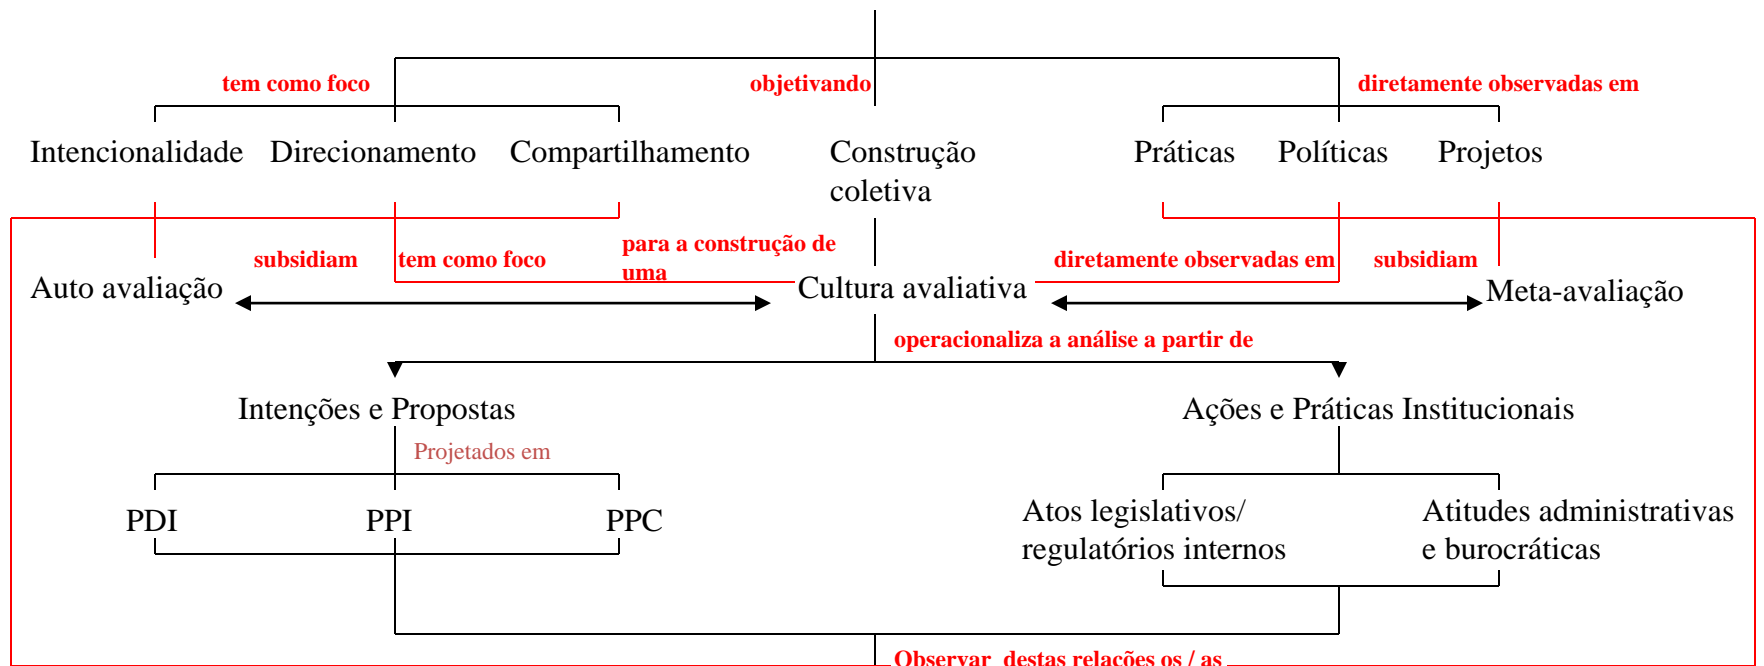 tem como foco
objetivando
diretamente observadas em
Intencionalidade
Direcionamento
Compartilhamento
Construção
coletiva
Práticas
Políticas
Projetos
subsidiam
tem como foco
para a construção de
uma
diretamente observadas em
subsidiam
Auto avaliação
Cultura avaliativa
Meta-avaliação
operacionaliza a análise a partir de
Intenções e Propostas
Ações e Práticas Institucionais
Projetados em
PDI
PPI
PPC
Atos legislativos/
regulatórios internos
Atitudes administrativas
e burocráticas
Observar destas relações os / as